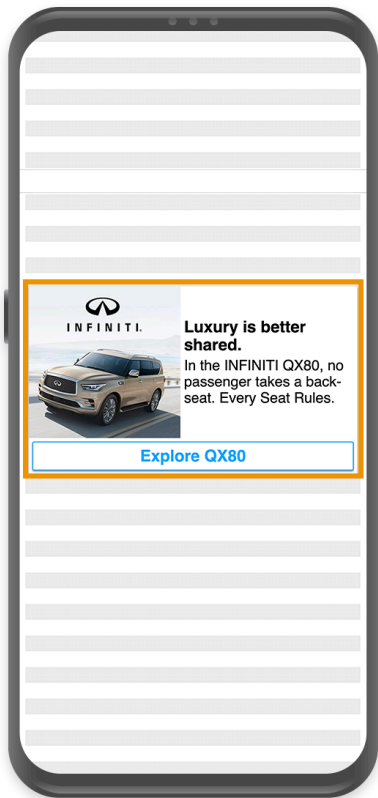 INFINITI.
Luxury is better
shared.
In the INFINITI QX80, no
passenger takes a back-
seat. Every Seat Rules.
Explore QX80